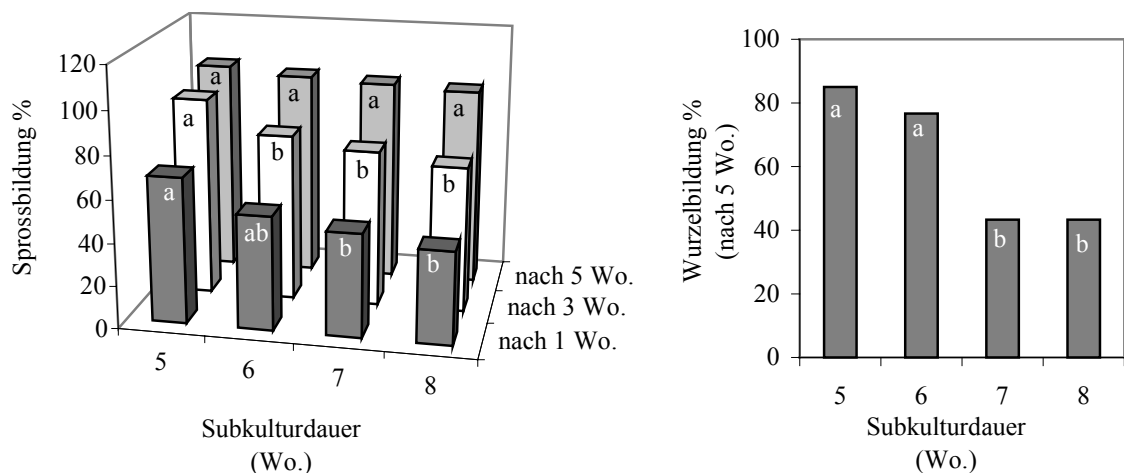 120
100
80
60
40
20
0
Sprossbildung %
a
a
a
a
a
b
b
b
a
ab
b
b
nach 5 Wo.
nach 3 Wo.
nach 1 Wo.
5
6
7
8
Subkulturdauer
(Wo.)
100
80
60
40
20
0
Wurzelbildung %
(nach 5 Wo.)
a
a
b
b
5
6
7
8
Subkulturdauer
(Wo.)